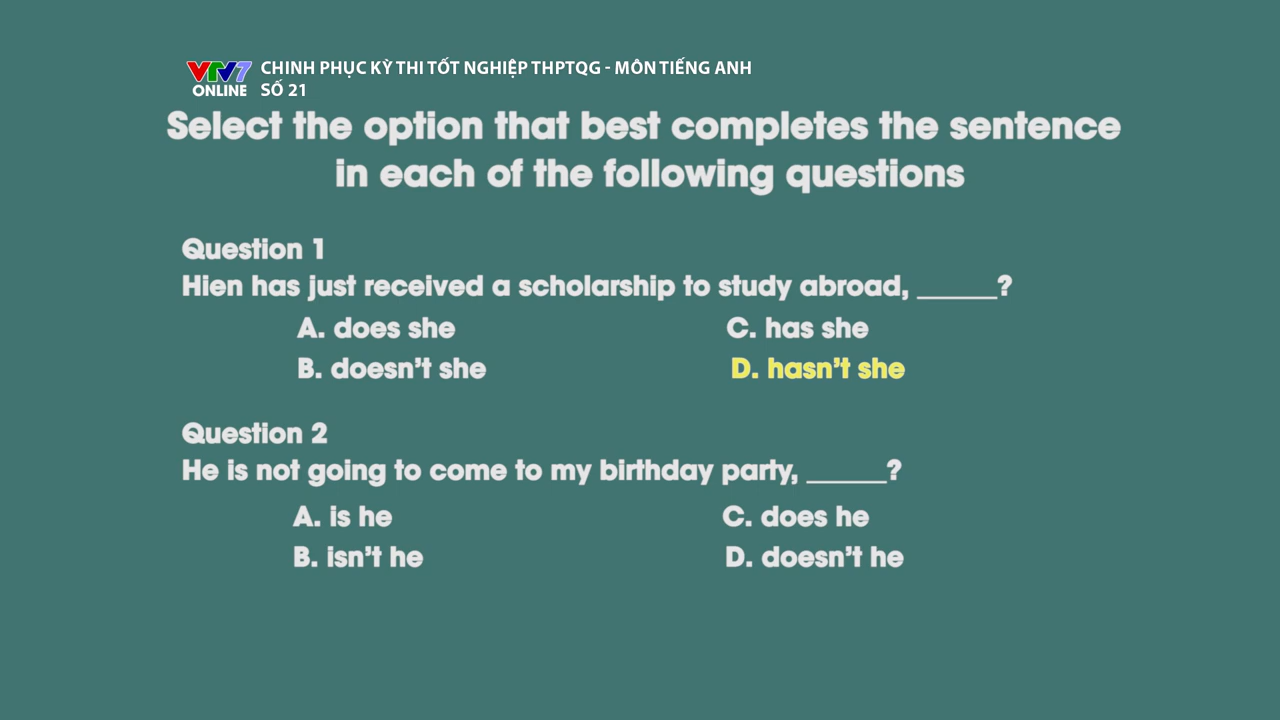 VTV7
ONLINE
CHINH PHỤC KỲ THI TỐT NGHIỆP THPTQG - MÔN TIẾNG ANH
SỐ 21
Select the option that best completes the sentence
in each of the following questions
Question 1
Hien has just received a scholarship to study abroad, ______?
A. does she
C. has she
B. doesn't she
D. hasn't she
Question 2
He is not going to come to my birthday party, ______?
A. is he
C. does he
B. isn't he
D. doesn't he